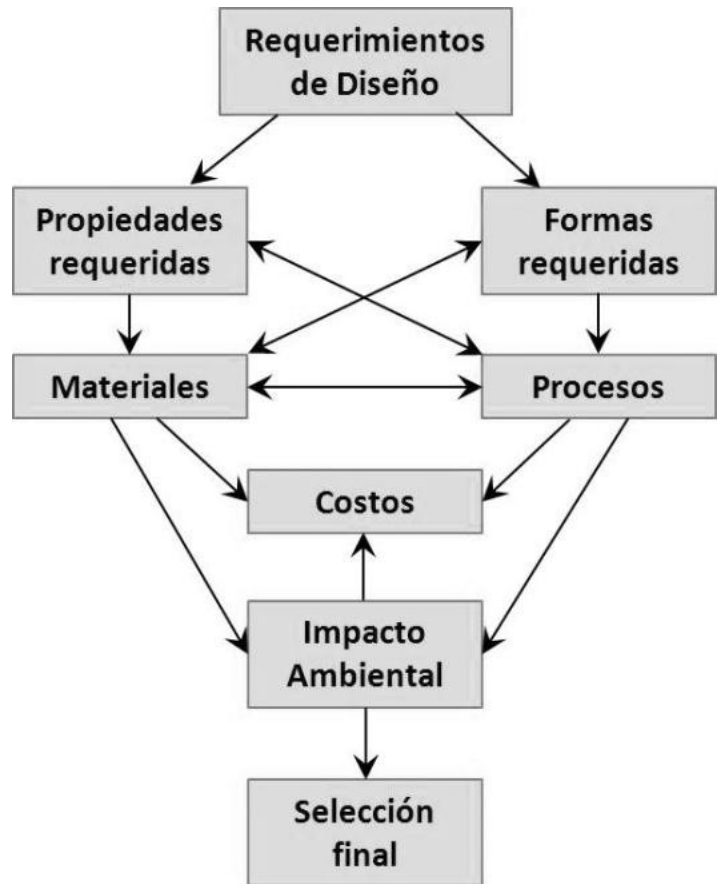 Requerimientos
de Diseño
Propiedades
requeridas
Formas
requeridas
Materiales
Procesos
Costos
Impacto
Ambiental
Selección
final